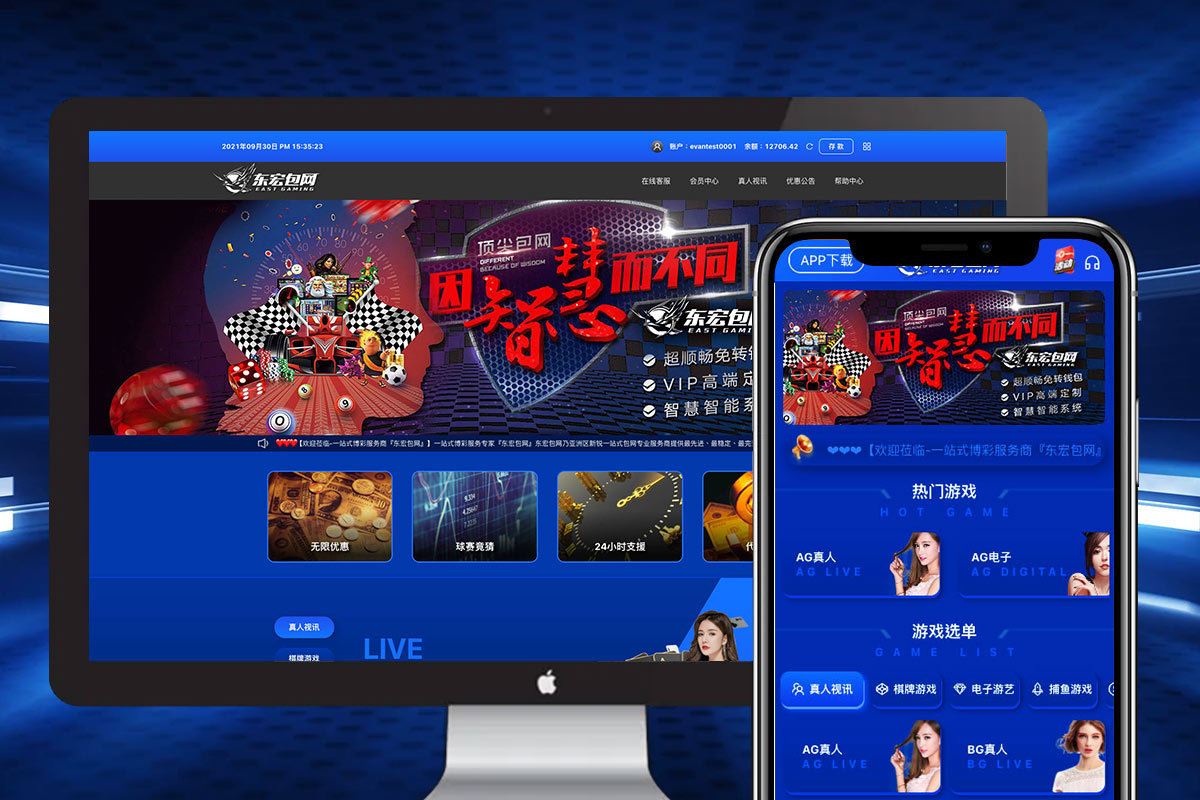 2021年09月30日 PM 15:35:23
账户：evantest0001
余额：12706.42
存款
东宏包网
EAST GAMING
在线客服
会员中心
真人视讯
优惠公告
帮助中心
顶尖包网
DIFFERENT
BECAUSE OF WISDOM
因智慧而不同
东宏包
EAST GAMING
超顺畅免转
VIP高端
智慧智能系
【欢迎莅临-一站式博彩服务商『东宏包网』】一站式博彩服务专家『东宏包网』东宏包网乃亚洲区新锐一站式包网专业服务商提供最先进、最稳定、最完
无限优惠
球赛竞猜
24小时支援
代
真人视讯
棋牌游戏
LIVE
APP下载
EAST GAMING
活动
顶尖包网
DIFFERENT
BECAUSE OF WISDOM
因智慧而不同
东宏包网
EAST GAMING
超顺畅免转钱包
VIP高端定制
智慧智能系统
【欢迎莅临-一站式博彩服务商『东宏包网』
热门游戏
HOT GAME
AG真人
AG LIVE
AG电子
AG DIGITAL
游戏选单
GAME LIST
真人视讯
棋牌游戏
电子游艺
捕鱼游戏
AG真人
AG LIVE
BG真人
BG LIVE